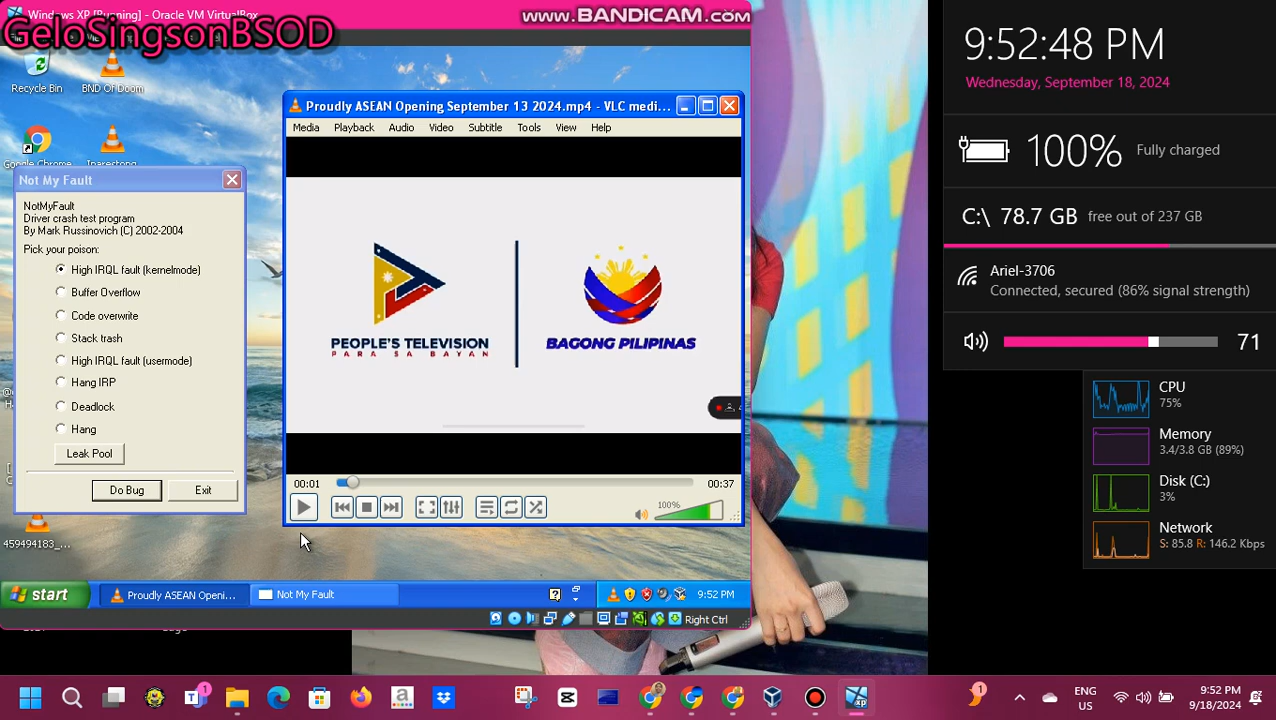 Windows XP [Running] - Oracle VM VirtualBox
GeloSingsonBSOD
www.BANDICAM.com
Recycle Bin
BND Of Doom
Google Chrome
Not My Fault
NotMyFault
Driver crash test program
By Mark Russinovich (C) 2002-2004
Pick your poison:
High IRQL fault (kernelmode)
Buffer Overflow
Code overwrite
Stack trash
High IRQL fault (usermode)
Hang IRP
Deadlock
Hang
Leak Pool
Do Bug
Exit
459494183_...
Proudly ASEAN Opening September 13 2024.mp4 - VLC medi...
Media Playback Audio Video Subtitle Tools View Help
PEOPLE'S TELEVISION
PARA SA BAYAN
BAGONG PILIPINAS
00:01
00:37
100%
start
Proudly ASEAN Openi...
Not My Fault
9:52 PM
Right Ctrl
9:52:48 PM
Wednesday, September 18, 2024
100% Fully charged
C:\ 78.7 GB free out of 237 GB
Ariel-3706
Connected, secured (86% signal strength)
71
CPU
75%
Memory
3.4/3.8 GB (89%)
Disk (C:)
3%
Network
S: 85.8 R: 146.2 Kbps
1
1
ENG
US
9:52 PM
9/18/2024